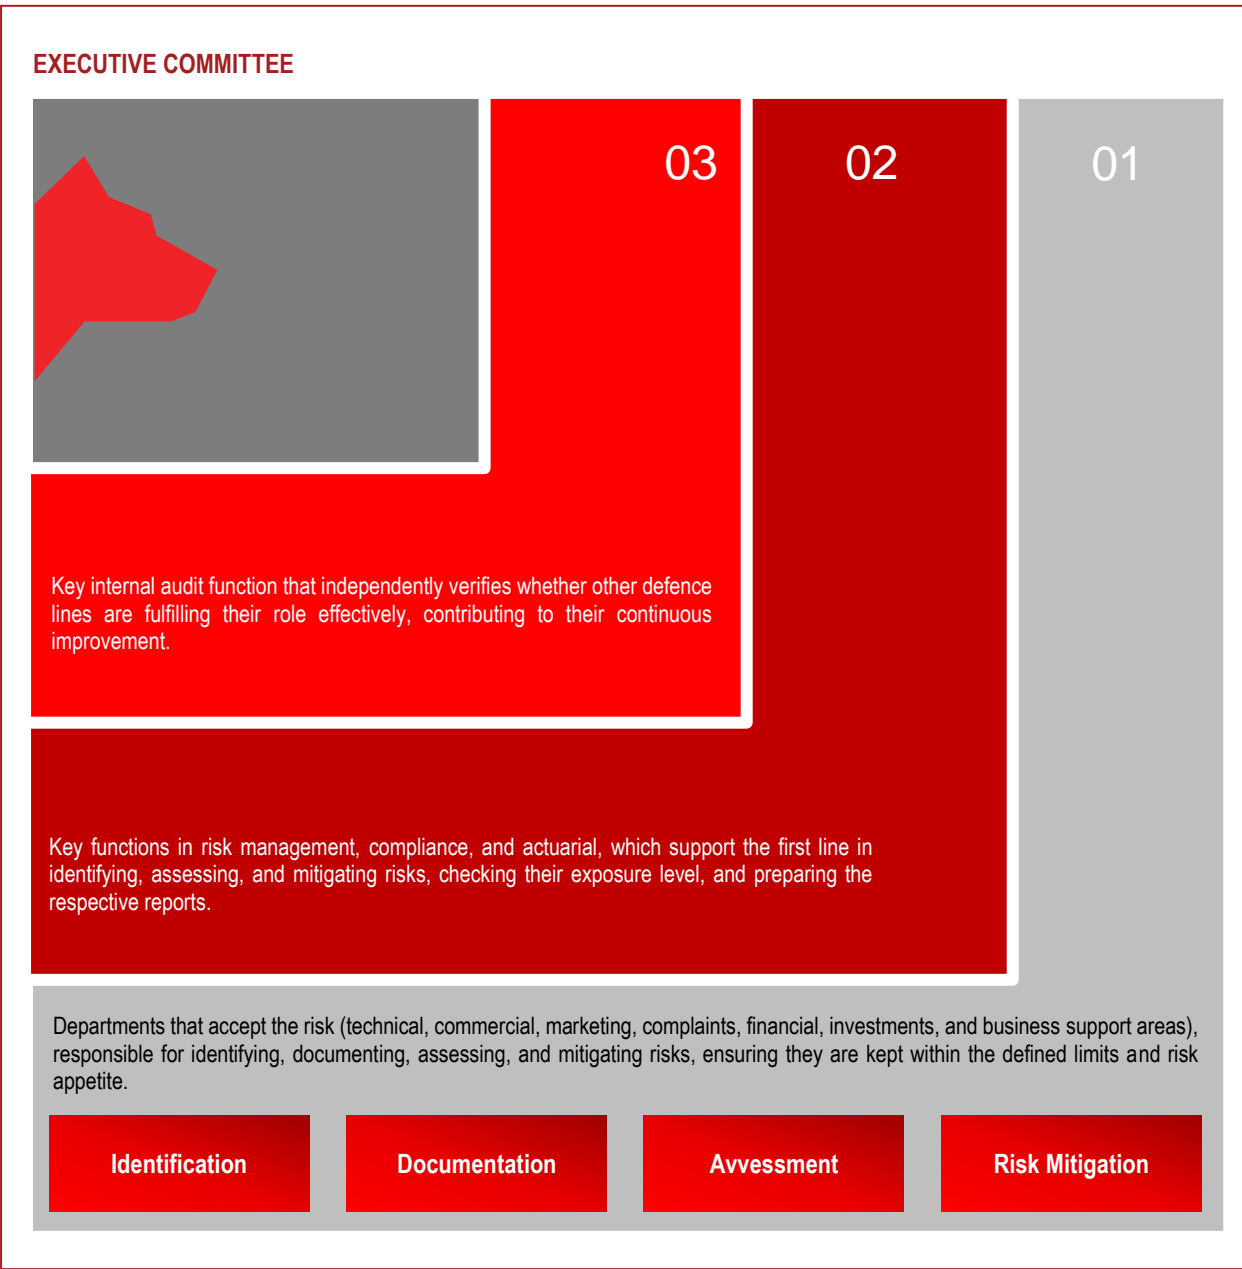 EXECUTIVE COMMITTEE
03
02
01
Key internal audit function that independently verifies whether other defence
lines are fulfilling their role effectively, contributing to their continuous
improvement.
Key functions in risk management, compliance, and actuarial, which support the first line in
identifying, assessing, and mitigating risks, checking their exposure level, and preparing the
respective reports.
Departments that accept the risk (technical, commercial, marketing, complaints, financial, investments, and business support areas),
responsible for identifying, documenting, assessing, and mitigating risks, ensuring they are kept within the defined limits and risk
appetite.
Identification
Documentation
Avvessment
Risk Mitigation